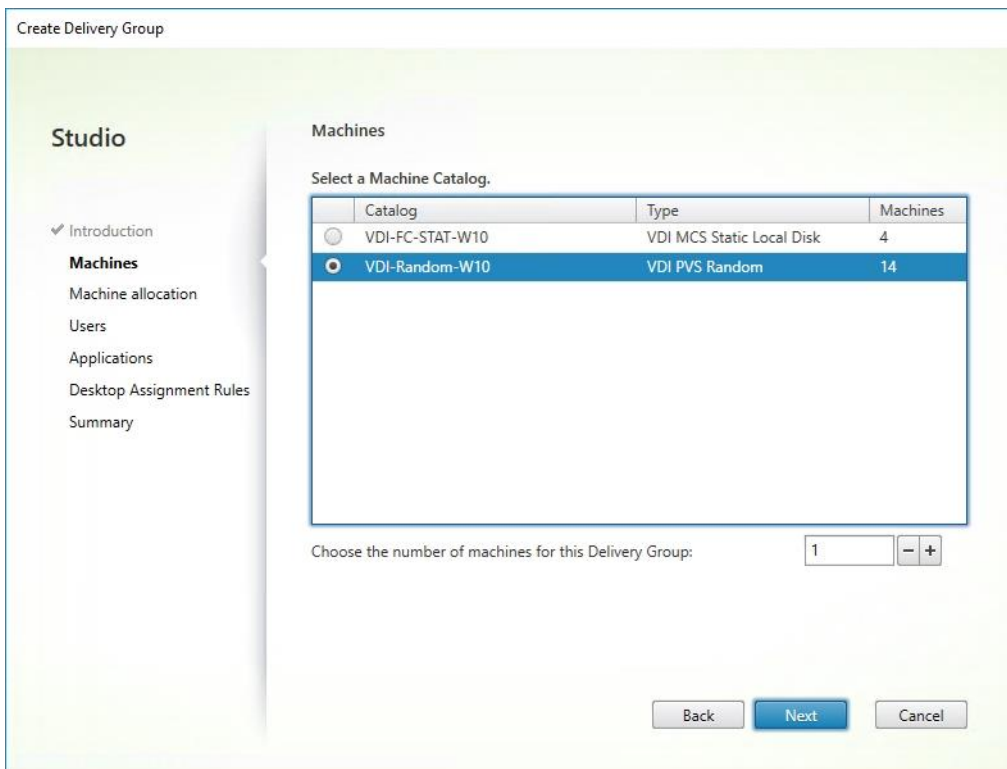 Create Delivery Group
Studio
Introduction
Machines
Machine allocation
Users
Applications
Desktop Assignment Rules
Summary
Machines
Select a Machine Catalog.
Catalog Type Machines
VDI-FC-STAT-W10 VDI MCS Static Local Disk 4
VDI-Random-W10 VDI PVS Random 14
Choose the number of machines for this Delivery Group: 1 − +
Back Next Cancel